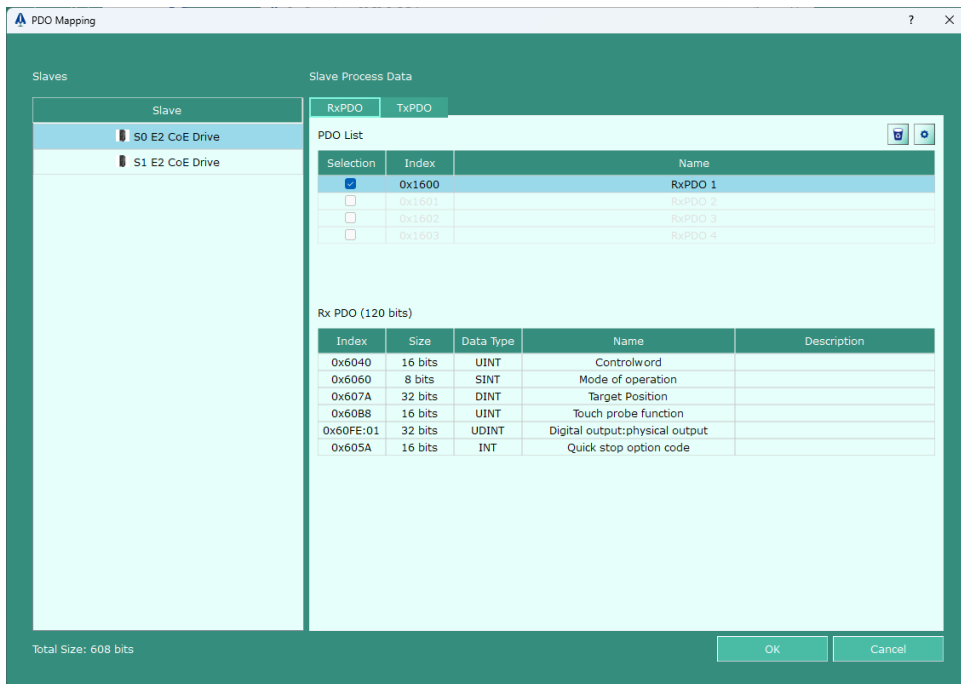 PDO Mapping
?
Slaves
Slave Process Data
Slave
S0 E2 CoE Drive
S1 E2 CoE Drive
RxPDO TxPDO
PDO List
Selection Index Name
0x1600 RxPDO 1
0x1601 RxPDO 2
0x1602 RxPDO 3
0x1603 RxPDO 4
Rx PDO (120 bits)
Index Size Data Type Name Description
0x6040 16 bits UINT Controlword
0x6060 8 bits SINT Mode of operation
0x607A 32 bits DINT Target Position
0x60B8 16 bits UINT Touch probe function
0x60FE:01 32 bits UDINT Digital output:physical output
0x605A 16 bits INT Quick stop option code
Total Size: 608 bits
OK Cancel